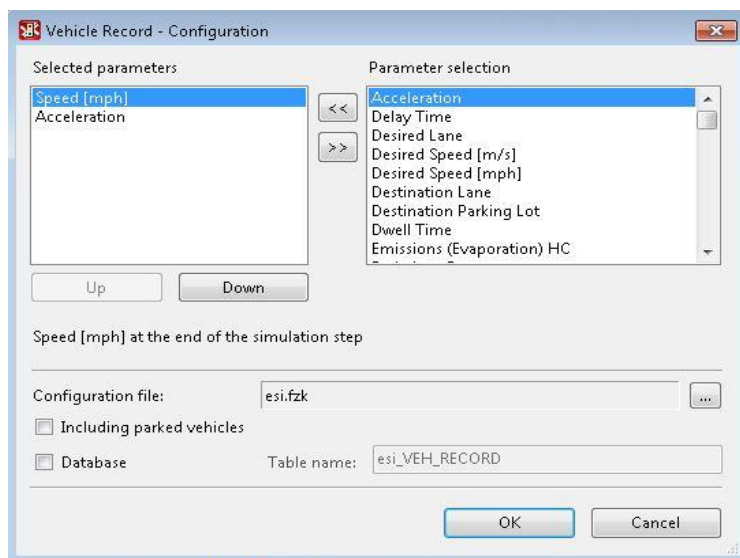 Vehicle Record - Configuration
Selected parameters
Parameter selection
Speed [mph]
Acceleration
<<
>>
Acceleration
Delay Time
Desired Lane
Desired Speed [m/s]
Desired Speed [mph]
Destination Lane
Destination Parking Lot
Dwell Time
Emissions (Evaporation) HC
Up
Down
Speed [mph] at the end of the simulation step
Configuration file:
esi.fzk
...
Including parked vehicles
Database
Table name:
esi_VEH_RECORD
OK
Cancel